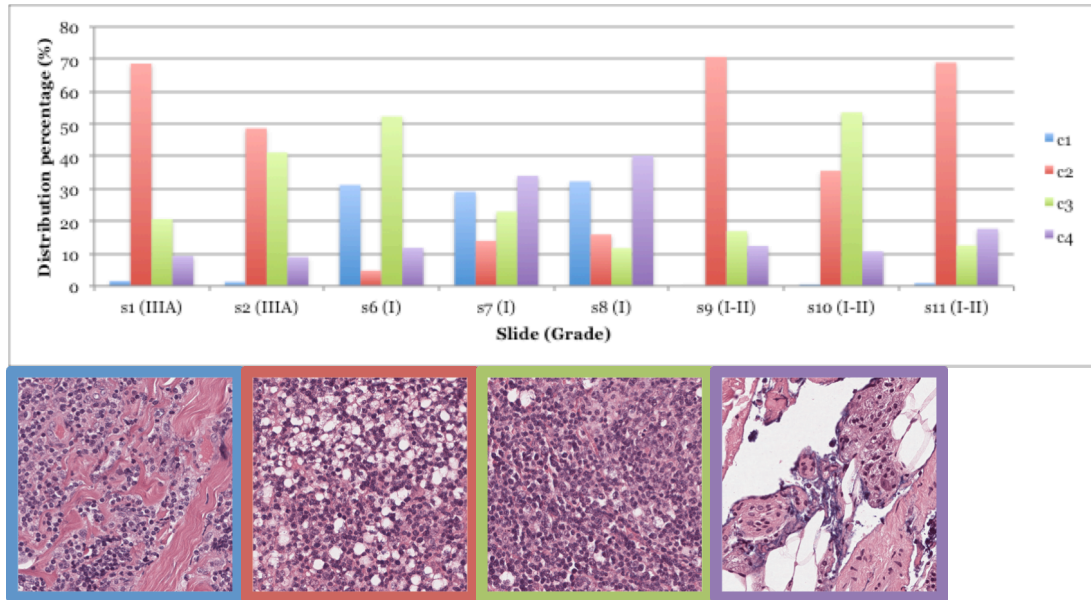 Distribution percentage (%)
80
70
60
50
40
30
20
10
0
s1 (IIIA) s2 (IIIA) s6 (I) s7 (I) s8 (I) s9 (I-II) s10 (I-II) s11 (I-II)
Slide (Grade)
c1
c2
c3
c4